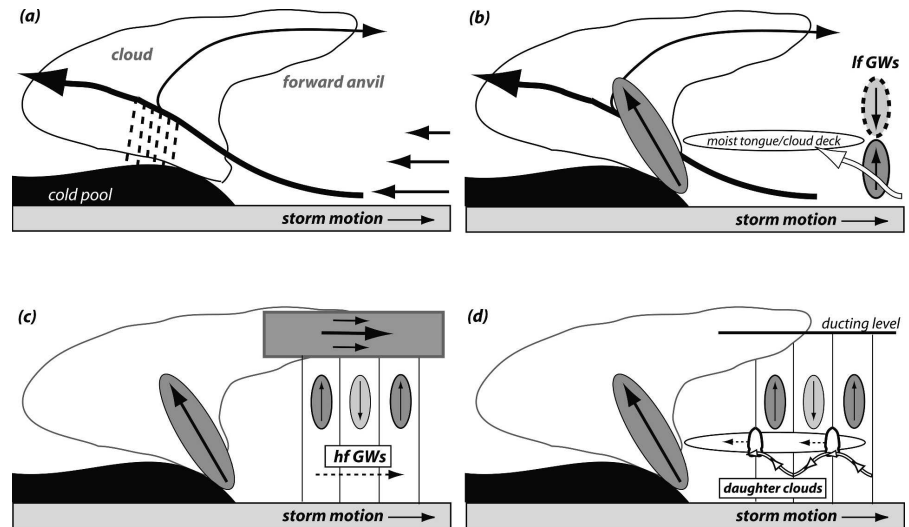 (a)
cloud
forward anvil
cold pool
storm motion
(b)
lf GWs
moist tongue/cloud deck
storm motion
(c)
hf GWs
storm motion
(d)
ducting level
daughter clouds
storm motion